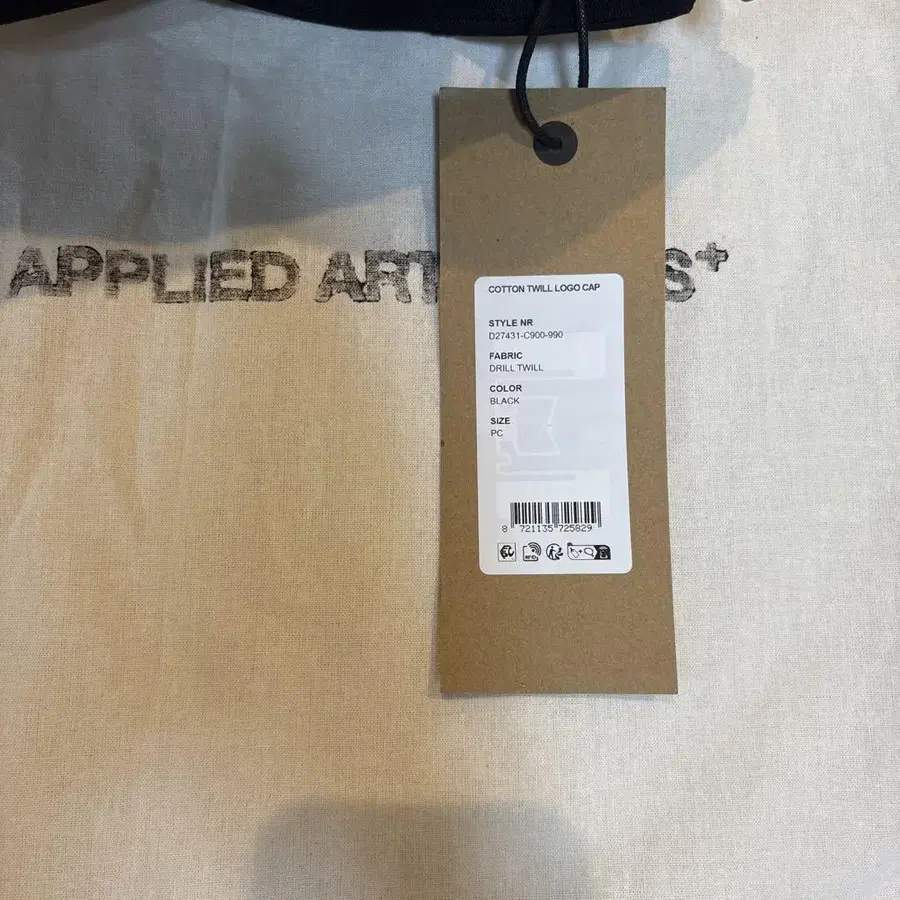 APPLIED ART
S+
COTTON TWILL LOGO CAP
STYLE NR
D27431-C900-990
FABRIC
DRILL TWILL
COLOR
BLACK
SIZE
PC
8 721135 725829
RFID